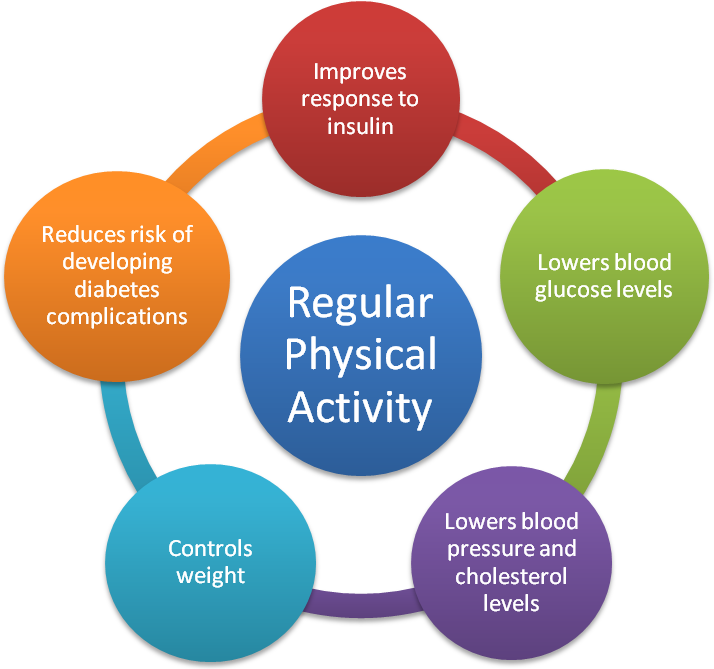 Improves
response to
insulin
Lowers blood
glucose levels
Lowers blood
pressure and
cholesterol
levels
Controls
weight
Reduces risk of
developing
diabetes
complications
Regular
Physical
Activity